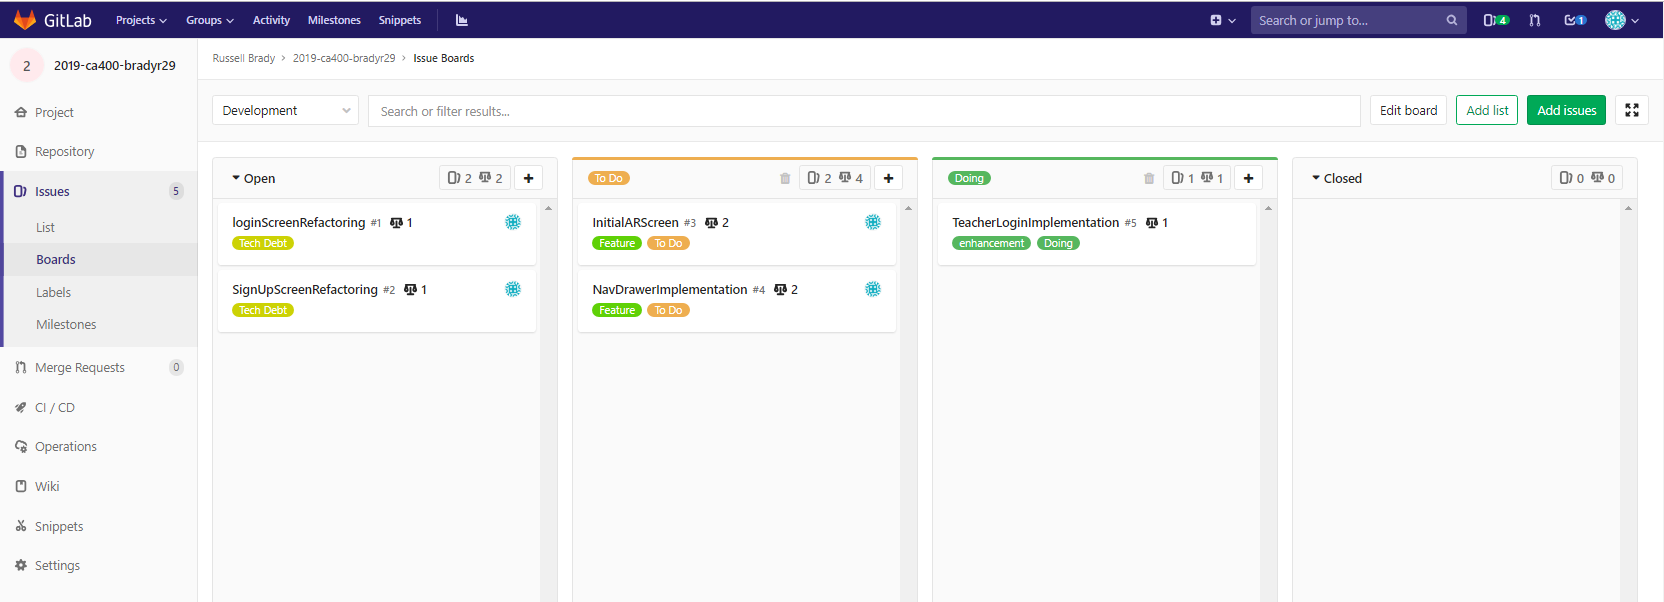 GitLab Projects Groups Activity Milestones Snippets Search or jump to... 4 1
2 2019-ca400-bradyr29
Russell Brady > 2019-ca400-bradyr29 > Issue Boards
Project
Repository
Issues 5
List
Boards
Labels
Milestones
Merge Requests 0
CI / CD
Operations
Wiki
Snippets
Settings
Development Search or filter results... Edit board Add list Add issues
Open 2 2 +
loginScreenRefactoring #1 1
Tech Debt
SignUpScreenRefactoring #2 1
Tech Debt
To Do 2 4 +
InitialARScreen #3 2
Feature To Do
NavDrawerImplementation #4 2
Feature To Do
Doing 1 1 +
TeacherLoginImplementation #5 1
enhancement Doing
Closed 0 0